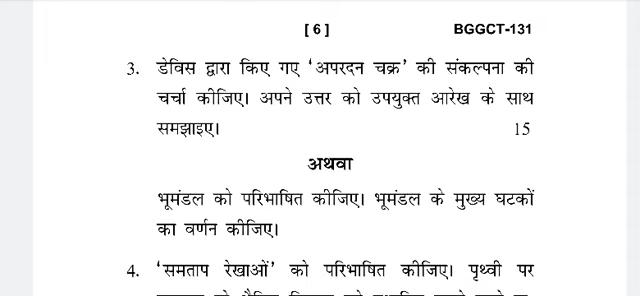 [ 6 ] BGGCT-131
3. डेविस द्वारा किए गए ‘अपरदन चक्र’ की संकल्पना की
चर्चा कीजिए। अपने उत्तर को उपयुक्त आरेख के साथ
समझाइए। 15
अथवा
भूमंडल को परिभाषित कीजिए। भूमंडल के मुख्य घटकों
का वर्णन कीजिए।
4. ‘समताप रेखाओं’ को परिभाषित कीजिए। पृथ्वी पर